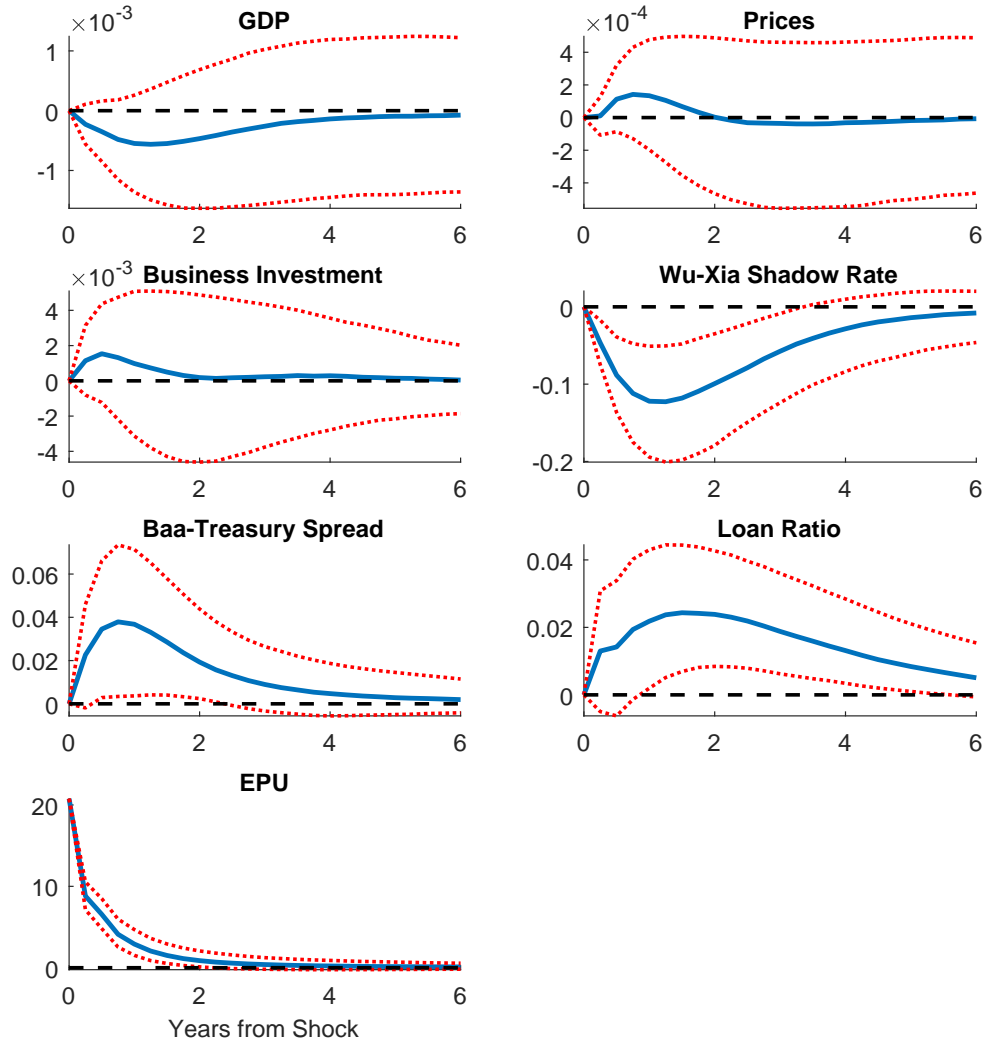 ×10⁻³
GDP
1
0
-1
0 2 4 6
×10⁻⁴
Prices
4
2
0
-2
-4
0 2 4 6
×10⁻³
Business Investment
4
2
0
-2
-4
0 2 4 6
Wu-Xia Shadow Rate
0
-0.1
-0.2
0 2 4 6
Baa-Treasury Spread
0.06
0.04
0.02
0
0 2 4 6
Loan Ratio
0.04
0.02
0
0 2 4 6
EPU
20
10
0
0 2 4 6
Years from Shock